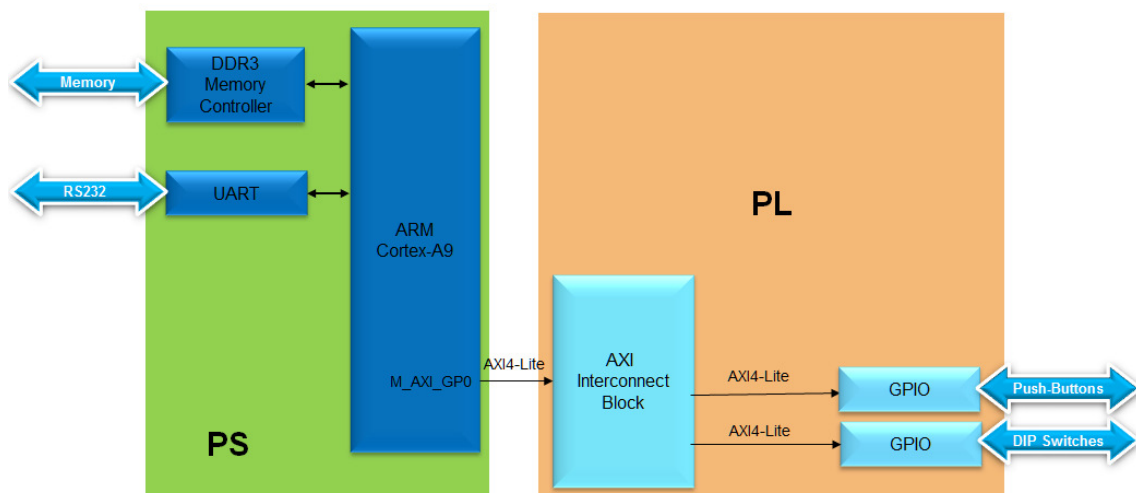 Memory
DDR3
Memory
Controller
RS232
UART
ARM
Cortex-A9
M_AXI_GP0
PS
AXI4-Lite
PL
AXI
Interconnect
Block
AXI4-Lite
GPIO
Push-Buttons
AXI4-Lite
GPIO
DIP Switches